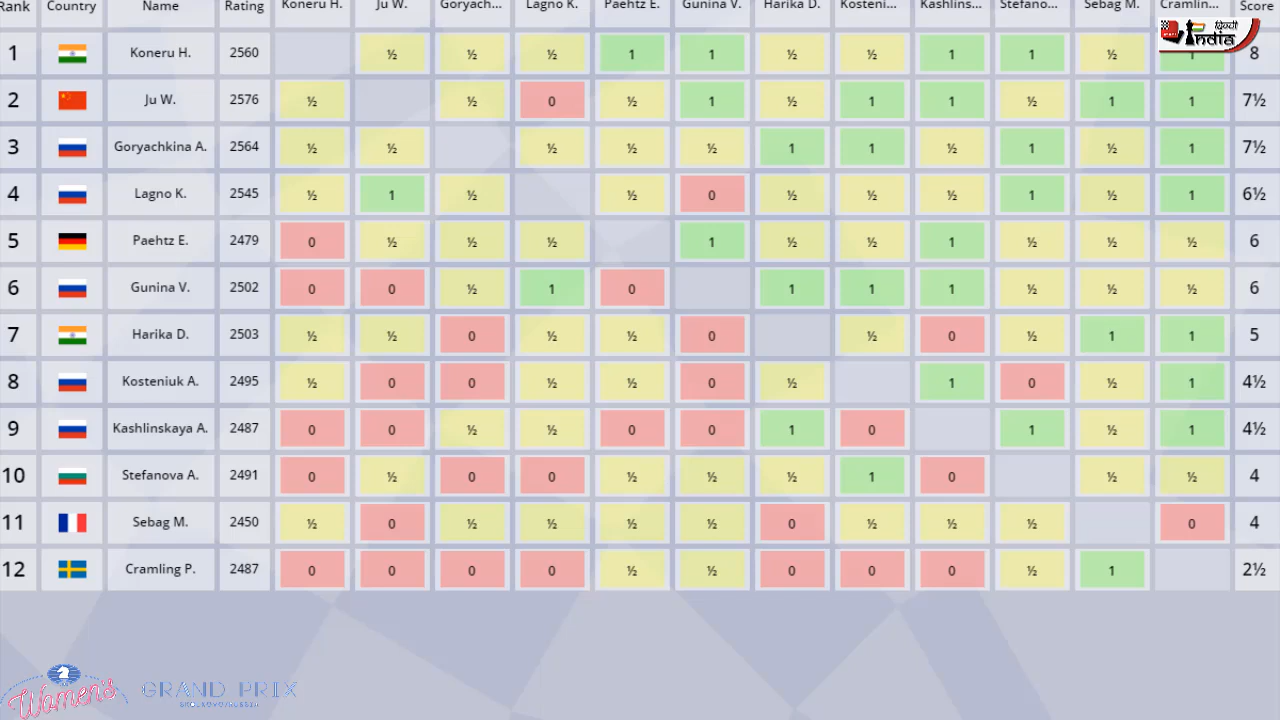 Rank Country Name Rating Koneru H. Ju W. Goryach... Lagno K. Paehtz E. Gunina V. Harika D. Kosteni... Kashlins... Stefano... Sebag M. Cramlin... Score
1 Koneru H. 2560 ½ ½ ½ 1 1 ½ ½ 1 1 ½ 1 8
2 Ju W. 2576 ½ ½ 0 ½ 1 ½ 1 1 ½ 1 1 7½
3 Goryachkina A. 2564 ½ ½ ½ ½ ½ 1 1 ½ 1 ½ 1 7½
4 Lagno K. 2545 ½ 1 ½ ½ 0 ½ ½ ½ 1 ½ 1 6½
5 Paehtz E. 2479 0 ½ ½ ½ 1 ½ ½ 1 ½ ½ ½ 6
6 Gunina V. 2502 0 0 ½ 1 0 1 1 1 ½ ½ ½ 6
7 Harika D. 2503 ½ ½ 0 ½ ½ 0 ½ 0 ½ 1 1 5
8 Kosteniuk A. 2495 ½ 0 0 ½ ½ 0 ½ 1 0 ½ 1 4½
9 Kashlinskaya A. 2487 0 0 ½ ½ 0 0 1 0 1 ½ 1 4½
10 Stefanova A. 2491 0 ½ 0 0 ½ ½ ½ 1 0 ½ ½ 4
11 Sebag M. 2450 ½ 0 ½ ½ ½ ½ 0 ½ ½ ½ 0 4
12 Cramling P. 2487 0 0 0 0 ½ ½ 0 0 0 ½ 1 2½
हिन्दी
India
Women's GRAND PRIX
SKOLKOVO/RUSSIA